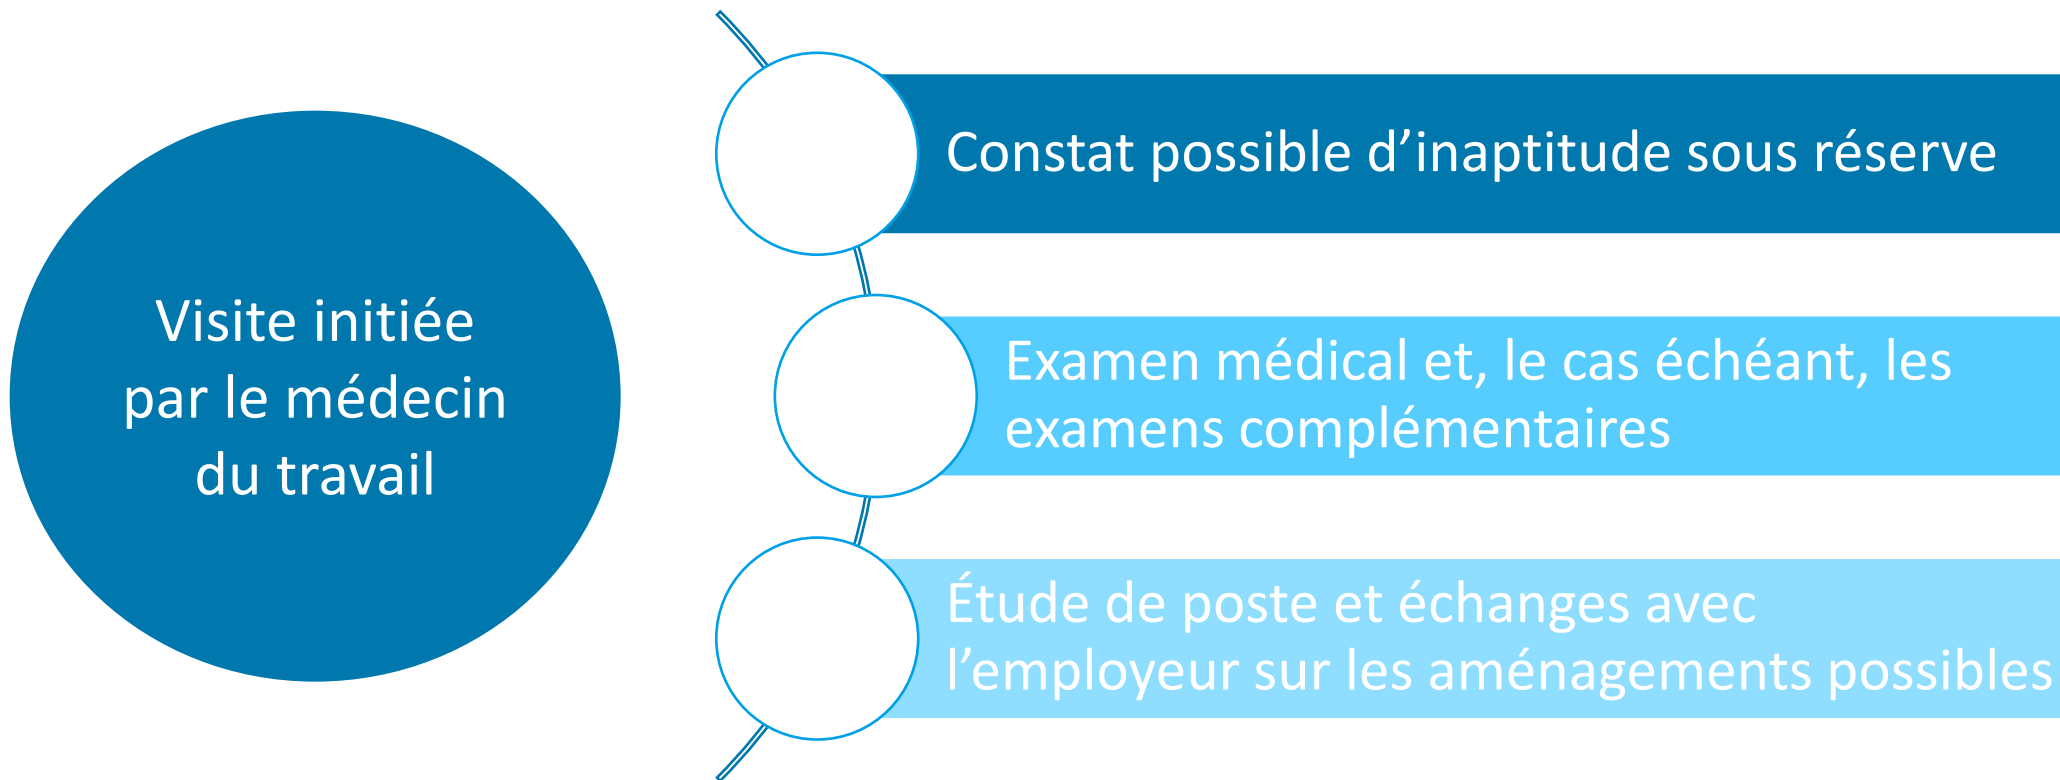 Visite initiée
par le médecin
du travail
Constat possible d’inaptitude sous réserve
Examen médical et, le cas échéant, les
examens complémentaires
Étude de poste et échanges avec
l’employeur sur les aménagements possibles